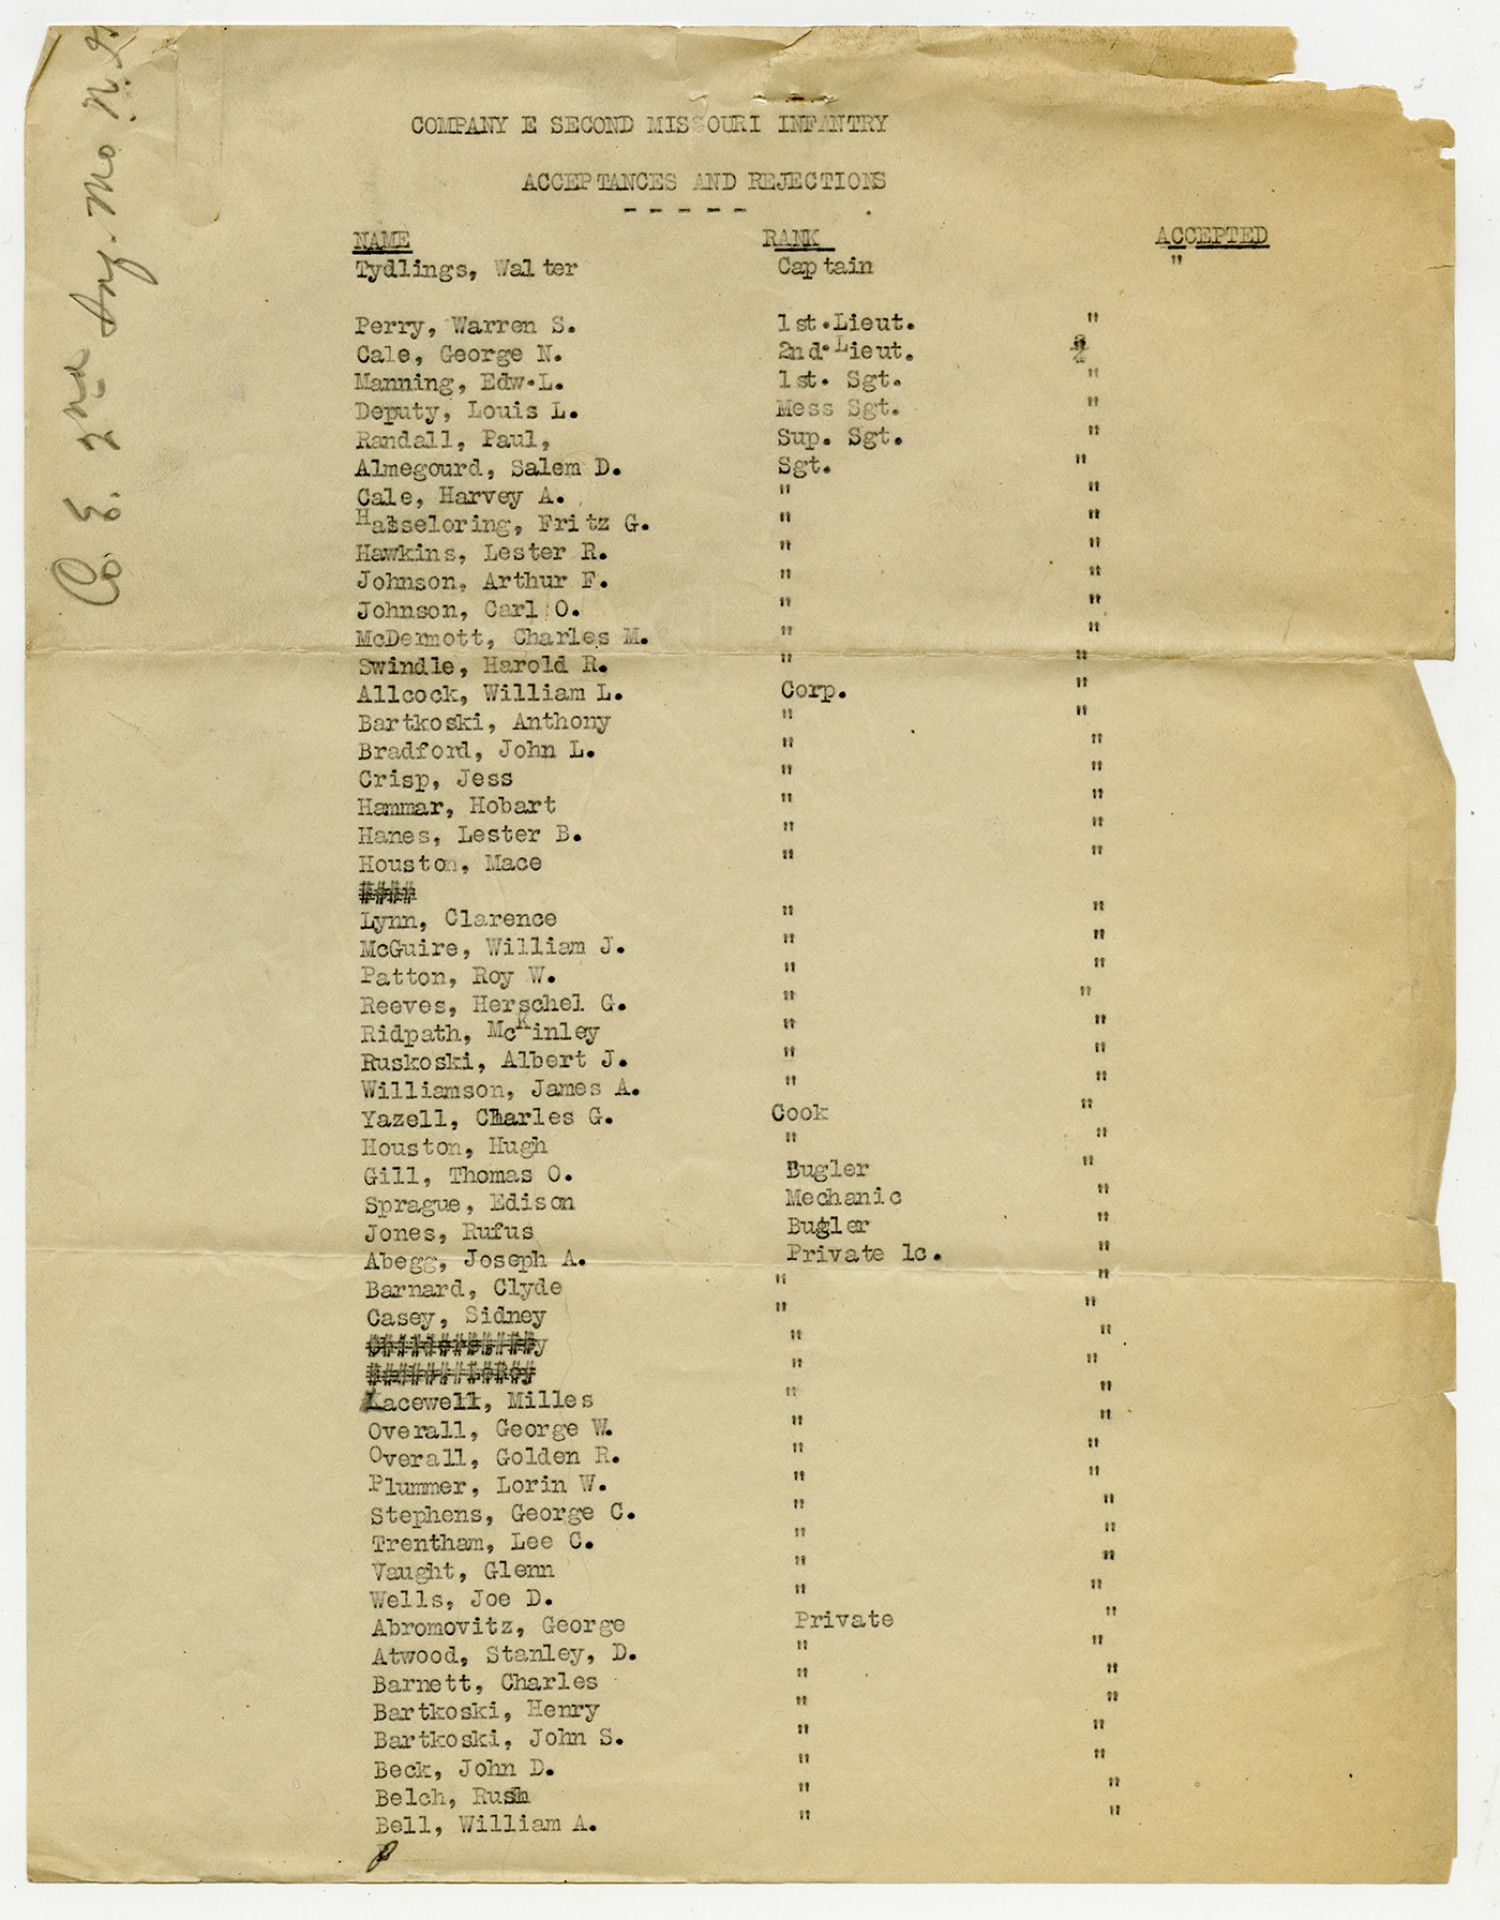 Co E. 2nd Inf. Mo N.G.
COMPANY E SECOND MISSOURI INFANTRY
ACCEPTANCES AND REJECTIONS
- - - - -
NAME RANK ACCEPTED
Tydlings, Walter Captain "
Perry, Warren S. 1st.Lieut. "
Cale, George N. 2nd.Lieut.
Manning, Edw.L. 1st. Sgt. "
Deputy, Louis L. Mess Sgt. "
Randall, Paul, Sup. Sgt. "
Almegourd, Salem D. Sgt. "
Cale, Harvey A. " "
Hasseloring, Fritz G. " "
Hawkins, Lester R. " "
Johnson, Arthur F. " "
Johnson, Carl O. " "
McDermott, Charles M. " "
Swindle, Harold R. " "
Allcock, William L. Corp. "
Bartkoski, Anthony " "
Bradford, John L. " "
Crisp, Jess " "
Hammar, Hobart " "
Hanes, Lester B. " "
Houston, Mace " "
####
Lynn, Clarence " "
McGuire, William J. " "
Patton, Roy W. " "
Reeves, Herschel G. " "
Ridpath, McKinley " "
Ruskoski, Albert J. " "
Williamson, James A. " "
Yazell, Charles G. Cook "
Houston, Hugh " "
Gill, Thomas O. Bugler "
Sprague, Edison Mechanic "
Jones, Rufus Bugler "
Abegg, Joseph A. Private 1c. "
Barnard, Clyde " "
Casey, Sidney " "
" "
" "
Lacewell, Milles " "
Overall, George W. " "
Overall, Golden R. " "
Plummer, Lorin W. " "
Stephens, George C. " "
Trentham, Lee C. " "
Vaught, Glenn " "
Wells, Joe D. " "
Abromovitz, George Private "
Atwood, Stanley, D. " "
Barnett, Charles " "
Bartkoski, Henry " "
Bartkoski, John S. " "
Beck, John D. " "
Belch, Rush " "
Bell, William A. " "